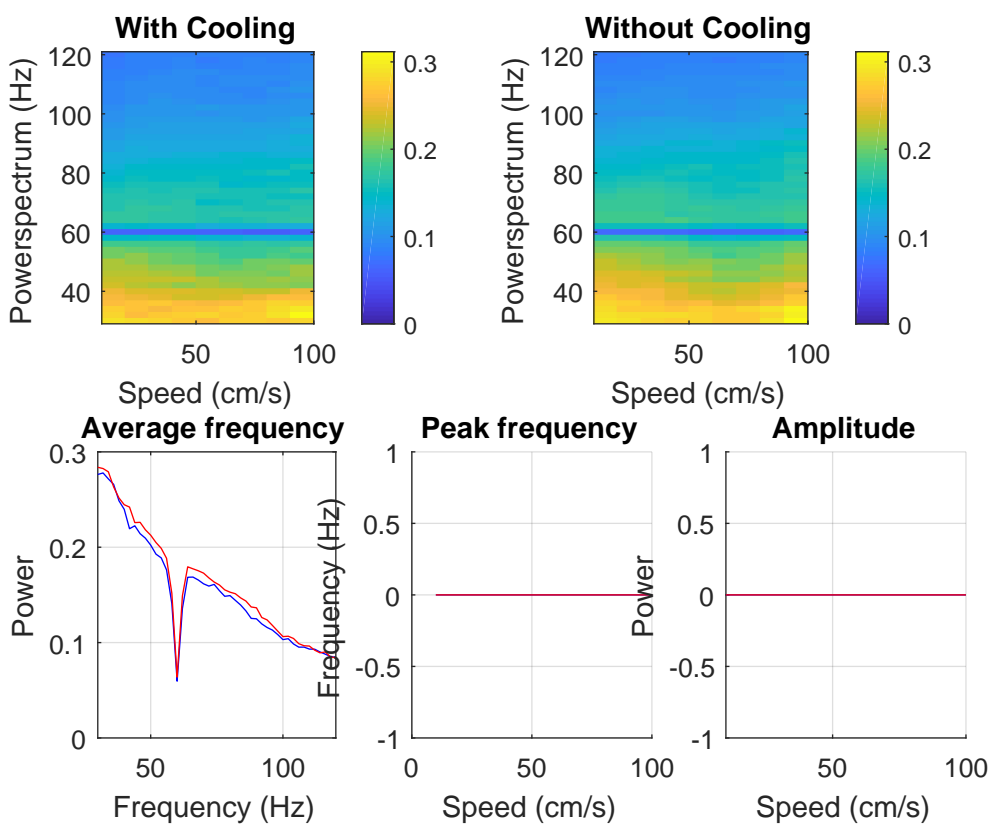 With Cooling
Powerspectrum (Hz)
120
100
80
60
40
50
100
Speed (cm/s)
0.3
0.2
0.1
0
Without Cooling
Powerspectrum (Hz)
120
100
80
60
40
50
100
Speed (cm/s)
0.3
0.2
0.1
0
Average frequency
Power
0.3
0.2
0.1
0
50
100
Frequency (Hz)
Peak frequency
Frequency (Hz)
1
0.5
0
-0.5
-1
0
50
100
Speed (cm/s)
Amplitude
Power
1
0.5
0
-0.5
-1
50
100
Speed (cm/s)